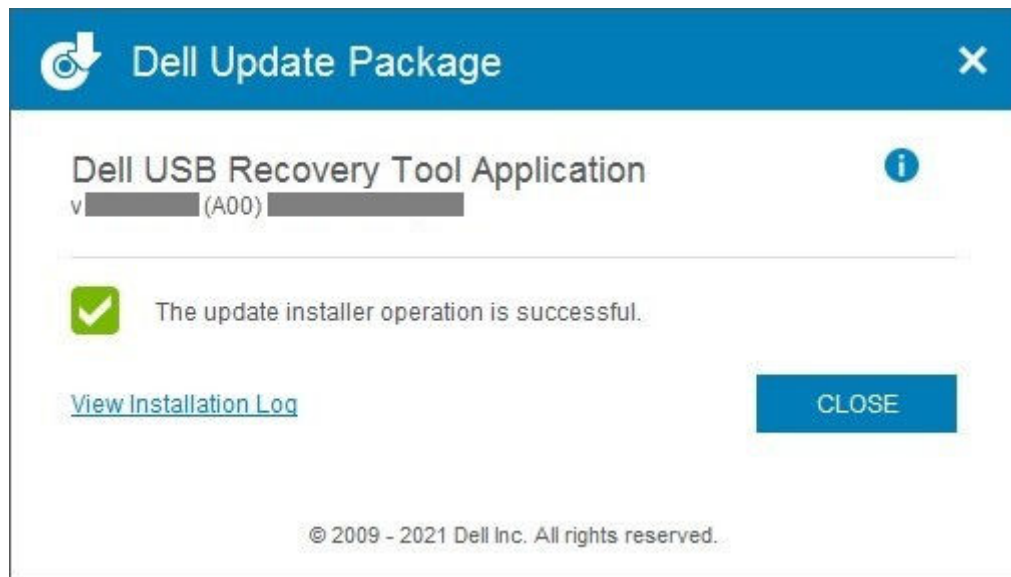 Dell Update Package
Dell USB Recovery Tool Application
v (A00)
The update installer operation is successful.
View Installation Log
CLOSE
© 2009 - 2021 Dell Inc. All rights reserved.